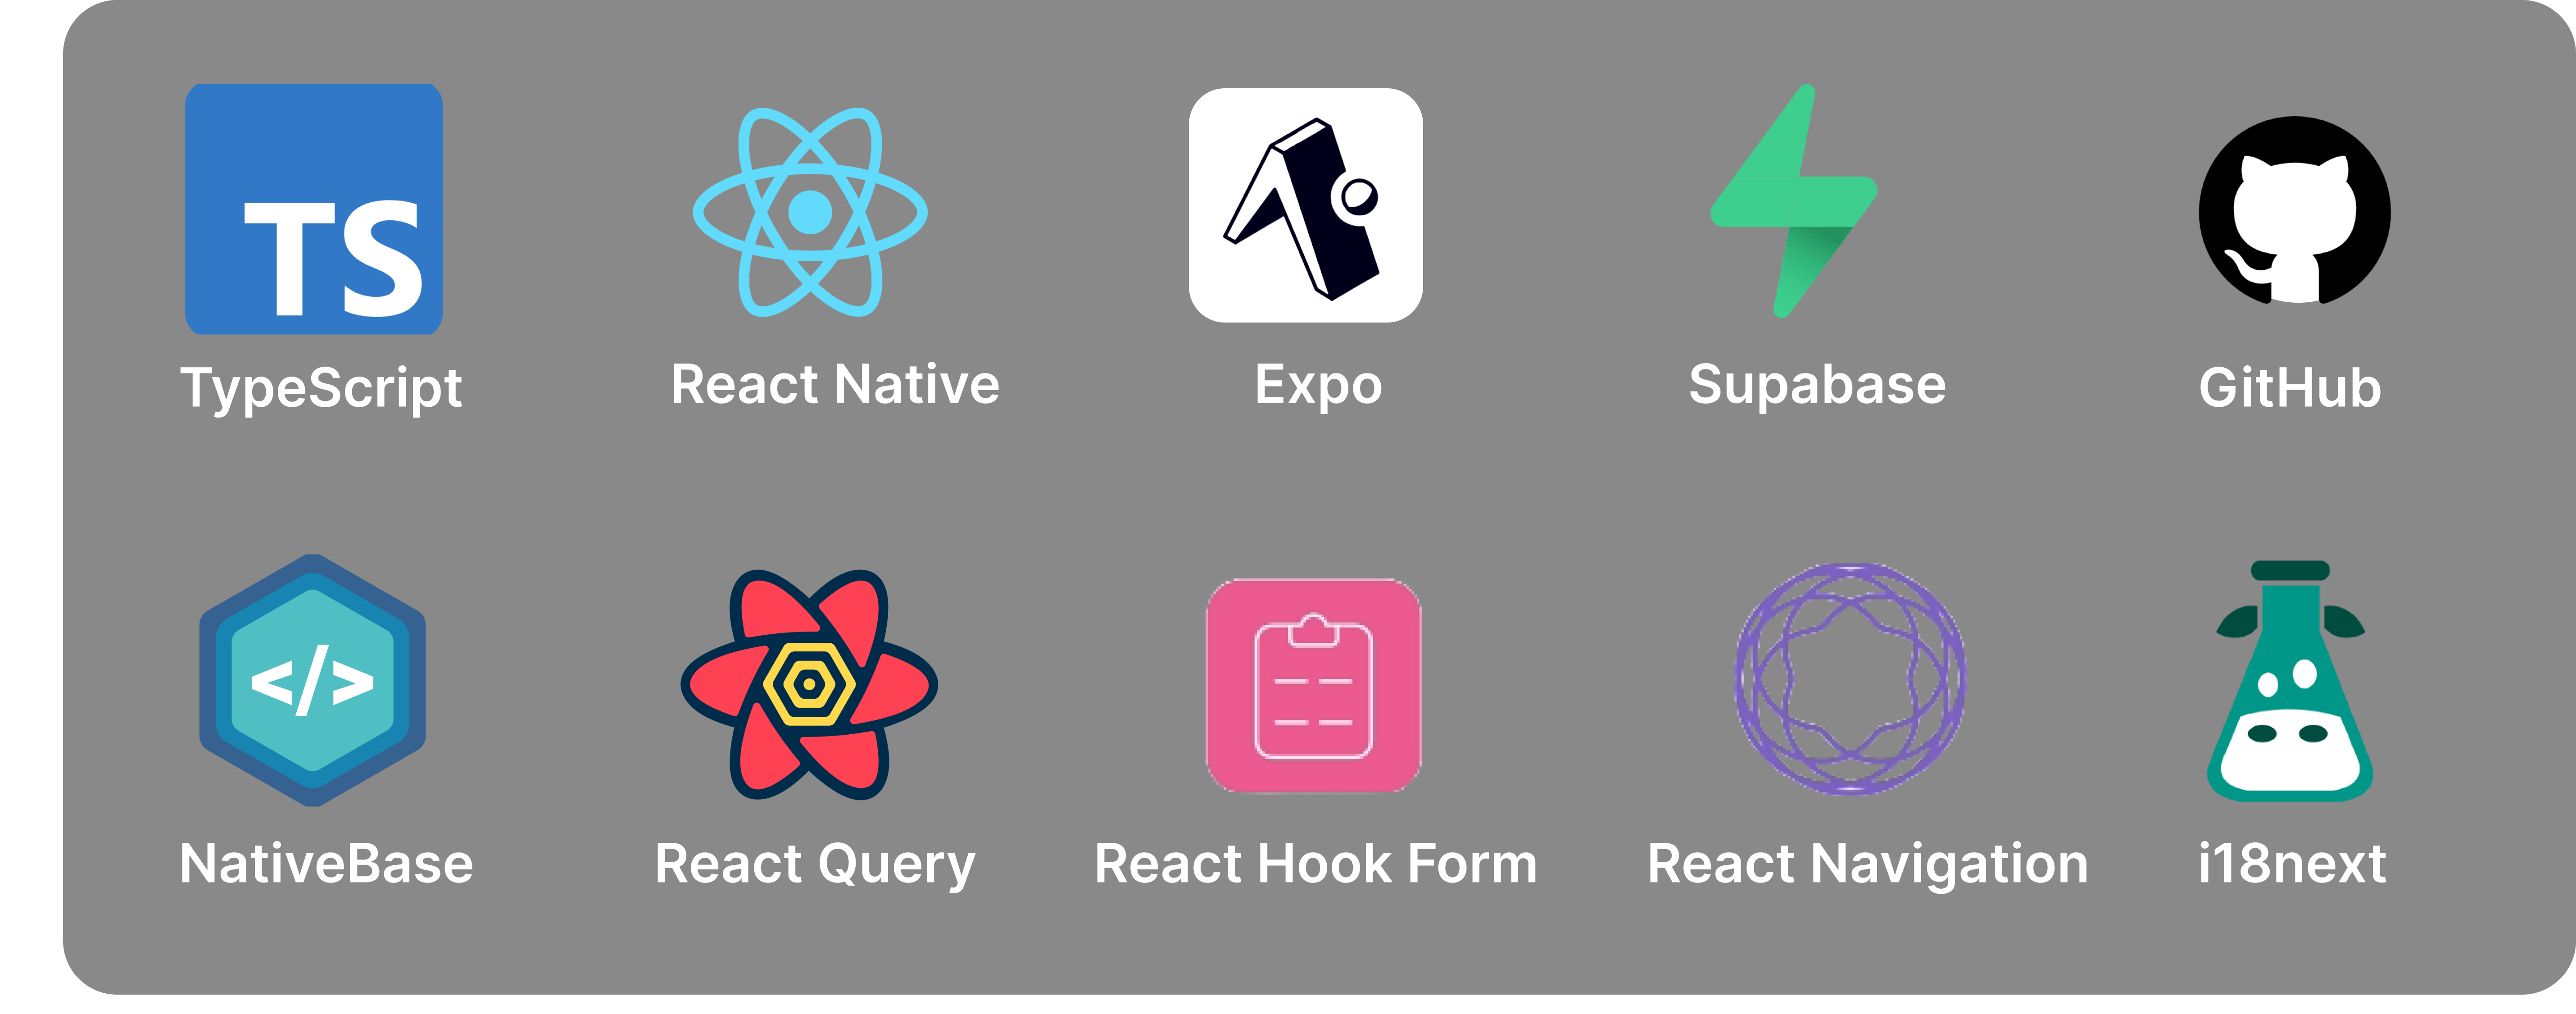 TS
TypeScript
React Native
Expo
Supabase
GitHub
</>
NativeBase
React Query
React Hook Form
React Navigation
i18next